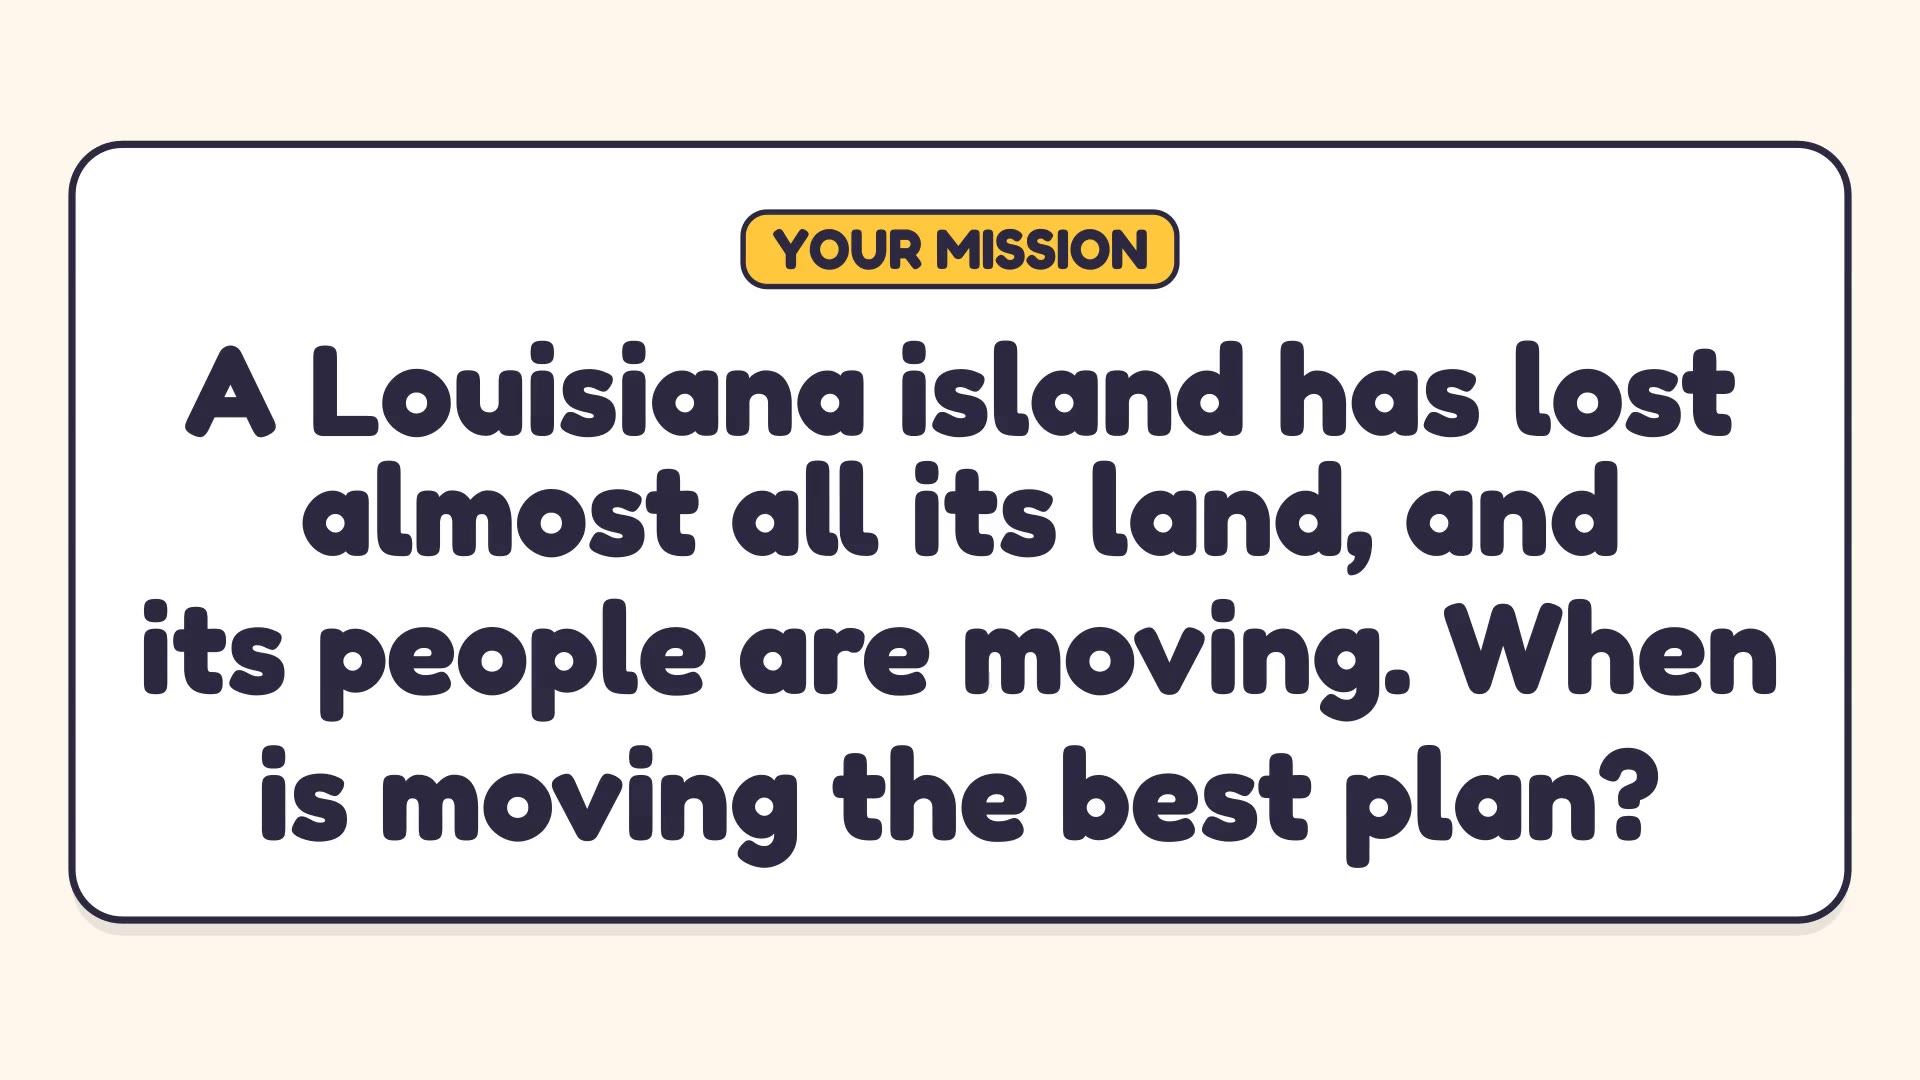 YOUR MISSION
A Louisiana island has lost
almost all its land, and
its people are moving. When
is moving the best plan?